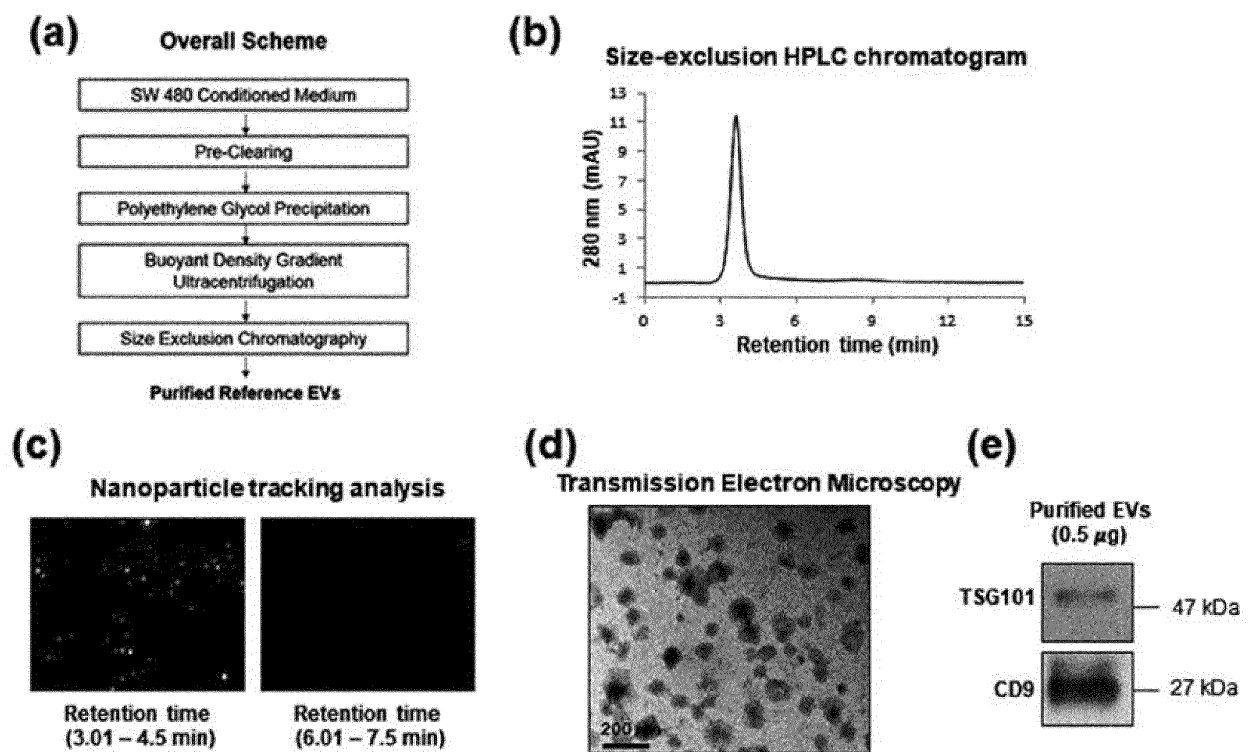 (a)
Overall Scheme
SW 480 Conditioned Medium
Pre-Clearing
Polyethylene Glycol Precipitation
Buoyant Density Gradient
Ultracentrifugation
Size Exclusion Chromatography
Purified Reference EVs
(b)
Size-exclusion HPLC chromatogram
280 nm (mAU)
13
11
9
7
5
3
1
-1
0 3 6 9 12 15
Retention time (min)
(c)
Nanoparticle tracking analysis
Retention time
(3.01 – 4.5 min)
Retention time
(6.01 – 7.5 min)
(d)
Transmission Electron Microscopy
200
(e)
Purified EVs
(0.5 µg)
TSG101
47 kDa
CD9
27 kDa